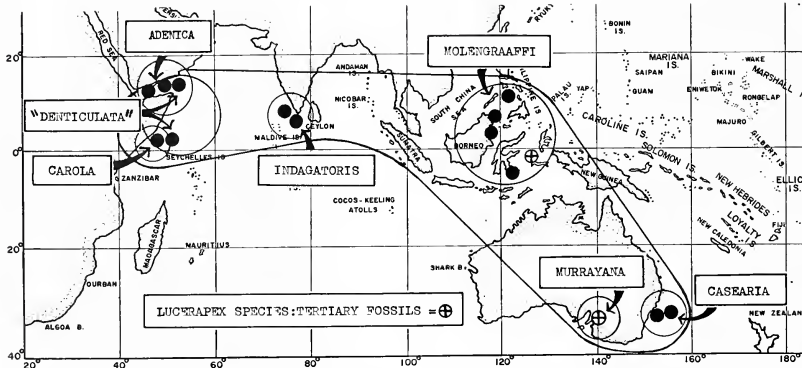 ADENICA
MOLENGRAAFFI
"DENTICULATA"
CAROLA
INDAGATORIS
MURRAYANA
CASEARIA
LUCERAPEX SPECIES:TERTIARY FOSSILS = ⊕
RED SEA
ANDAMAN
IS.
NICOBAR
IS.
CEYLON
MALDIVE IS.
SEYCHELLES IS
ZANZIBAR
MADAGASCAR
MAURITIUS
DURBAN
ALGOA B.
COCOS-KEELING
ATOLLS
SUMATRA
SOUTH CHINA
SEA
BORNEO
BONIN
IS.
MARIANA
IS.
SAIPAN
GUAM
WAKE
BIKINI
ENIWETOK
RONGELAP
MARSHALL I
MAJURO
PALAU
IS.
YAP
CAROLINE IS.
GILBERT IS.
ELLIC
IS
SOLOMON IS.
NEW GUINEA
NEW HEBRIDES
LOYALTY
IS.
NEW CALEDONIA
FIJI
SHARK B.
NEW ZEALAN
20°
0°
20°
40°
20°
40°
60°
80°
100°
120°
140°
160°
180°